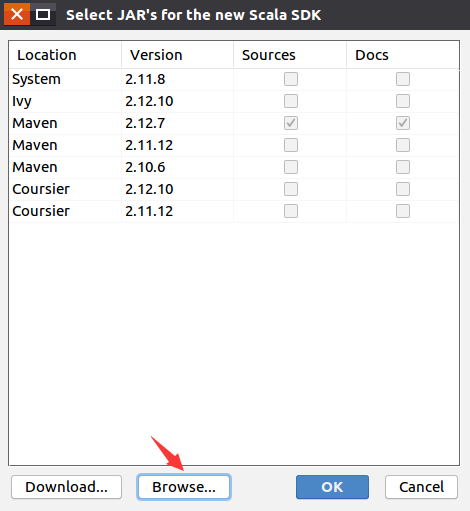 Select JAR's for the new Scala SDK
Location Version Sources Docs
System 2.11.8
Ivy 2.12.10
Maven 2.12.7
Maven 2.11.12
Maven 2.10.6
Coursier 2.12.10
Coursier 2.11.12
Download... Browse... OK Cancel